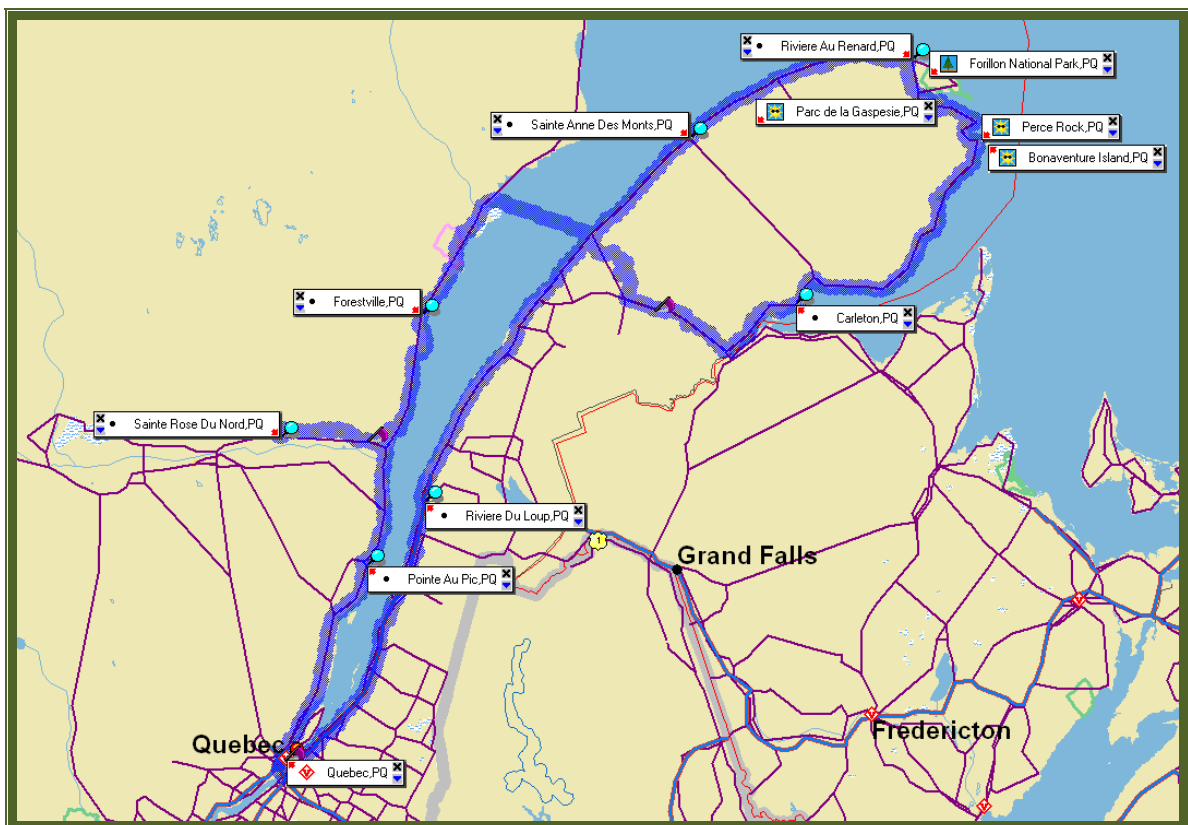 Riviere Au Renard,PQ
Forillon National Park,PQ
Parc de la Gaspesie,PQ
Sainte Anne Des Monts,PQ
Perce Rock,PQ
Bonaventure Island,PQ
Forestville,PQ
Carleton,PQ
Sainte Rose Du Nord,PQ
Riviere Du Loup,PQ
1
Grand Falls
Pointe Au Pic,PQ
Fredericton
Quebec
Quebec,PQ